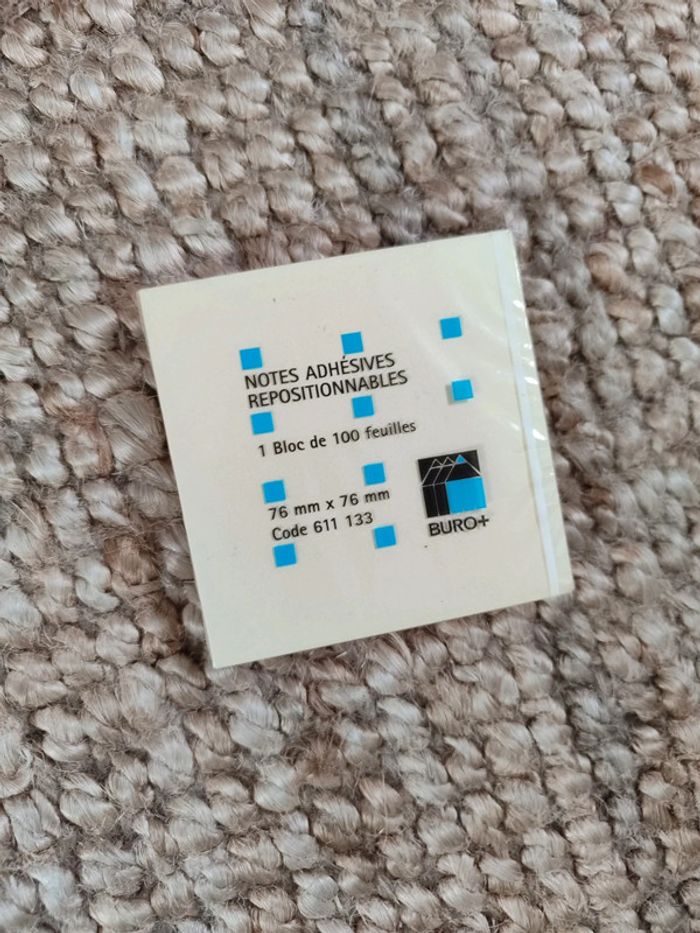 NOTES ADHÉSIVES
REPOSITIONNABLES
1 Bloc de 100 feuilles
76 mm x 76 mm
Code 611 133
BURO+